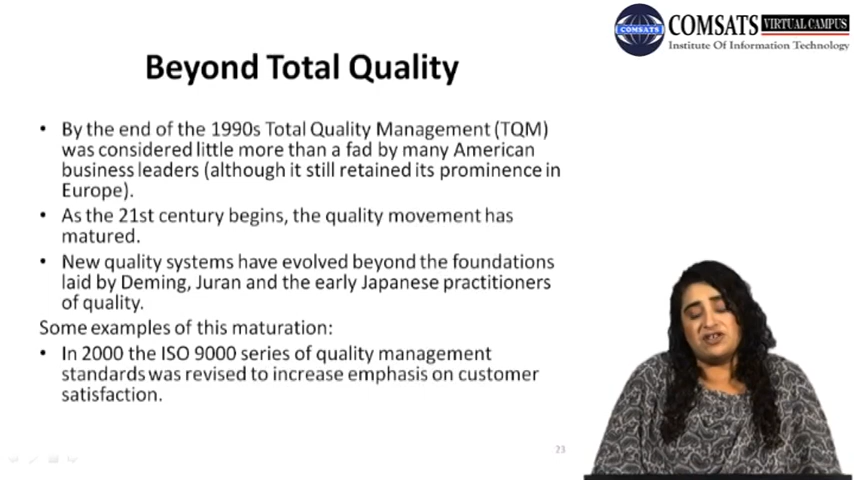 COMSATS VIRTUAL CAMPUS
COMSATS
Institute Of Information Technology
Beyond Total Quality
• By the end of the 1990s Total Quality Management (TQM)
was considered little more than a fad by many American
business leaders (although it still retained its prominence in
Europe).
• As the 21st century begins, the quality movement has
matured.
• New quality systems have evolved beyond the foundations
laid by Deming, Juran and the early Japanese practitioners
of quality.
Some examples of this maturation:
• In 2000 the ISO 9000 series of quality management
standards was revised to increase emphasis on customer
satisfaction.
23